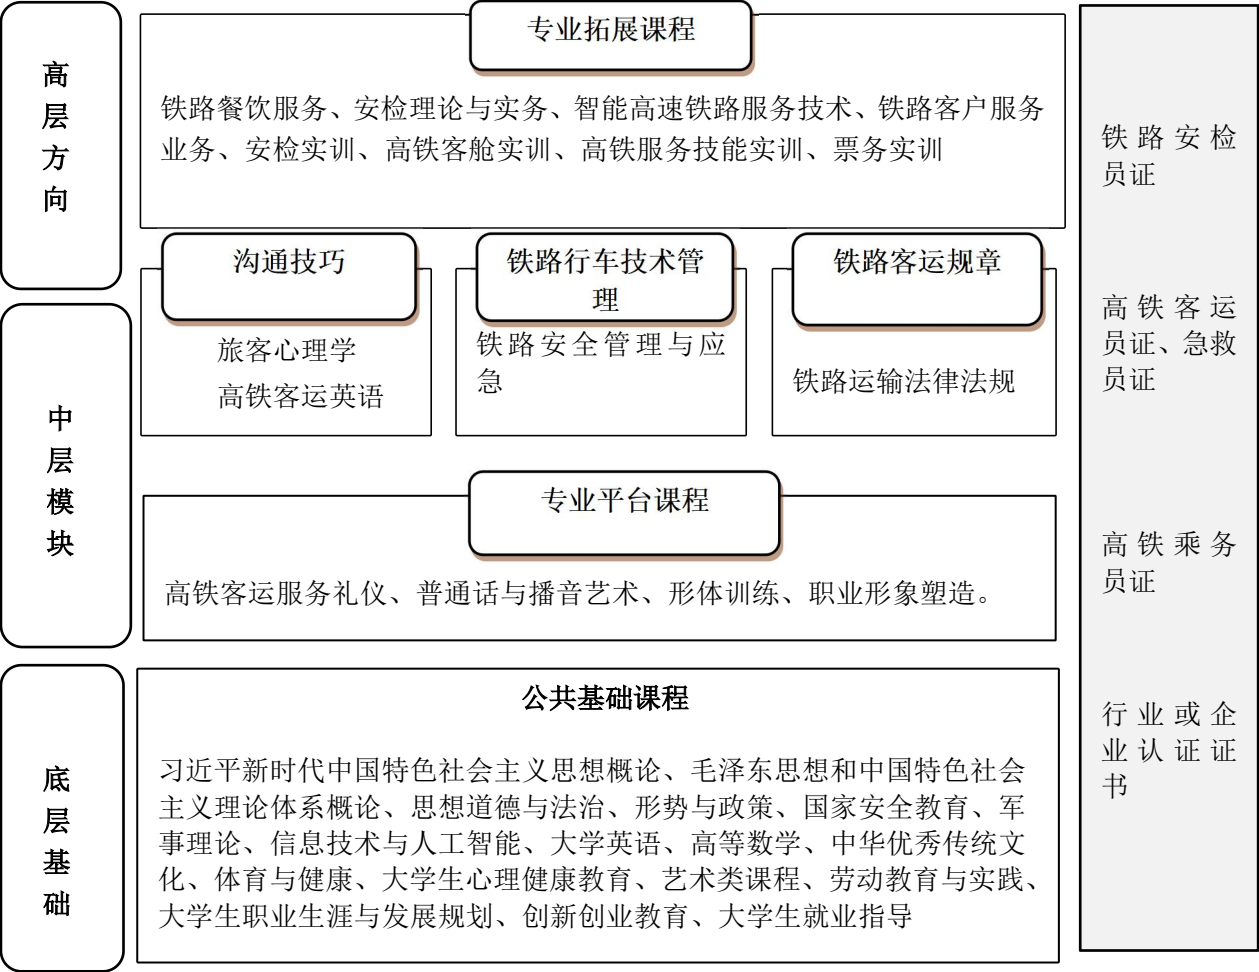 高
层
方
向
专业拓展课程
铁路餐饮服务、安检理论与实务、智能高速铁路服务技术、铁路客户服务
业务、安检实训、高铁客舱实训、高铁服务技能实训、票务实训
中
层
模
块
沟通技巧
旅客心理学
高铁客运英语
铁路行车技术管
理
铁路安全管理与应
急
铁路客运规章
铁路运输法律法规
专业平台课程
高铁客运服务礼仪、普通话与播音艺术、形体训练、职业形象塑造。
底
层
基
础
公共基础课程
习近平新时代中国特色社会主义思想概论、毛泽东思想和中国特色社会
主义理论体系概论、思想道德与法治、形势与政策、国家安全教育、军
事理论、信息技术与人工智能、大学英语、高等数学、中华优秀传统文
化、体育与健康、大学生心理健康教育、艺术类课程、劳动教育与实践、
大学生职业生涯与发展规划、创新创业教育、大学生就业指导
铁路安检
员证
高铁客运
员证、急救
员证
高铁乘务
员证
行业或企
业认证证
书